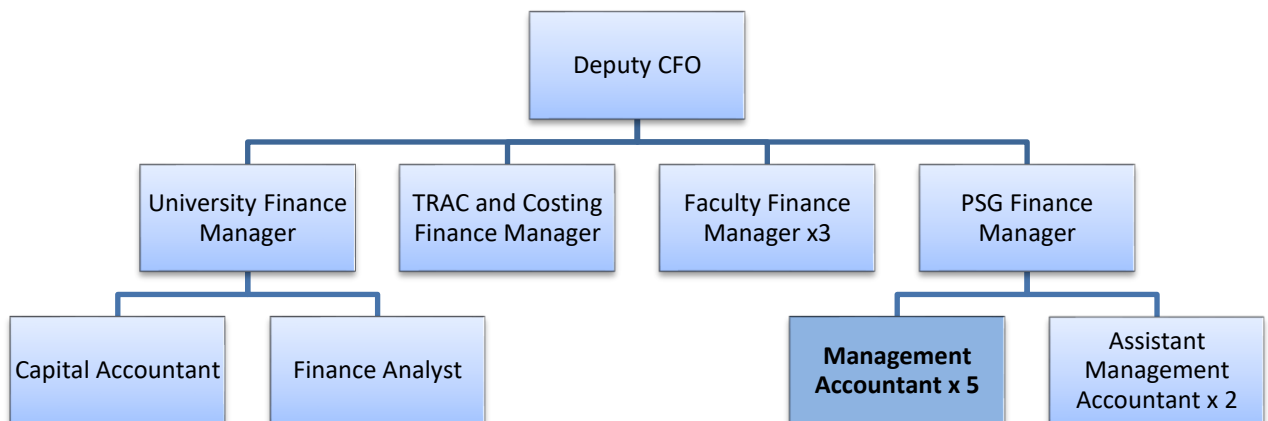 Deputy CFO
University Finance
Manager
TRAC and Costing
Finance Manager
Faculty Finance
Manager x3
PSG Finance
Manager
Capital Accountant
Finance Analyst
Management
Accountant x 5
Assistant
Management
Accountant x 2